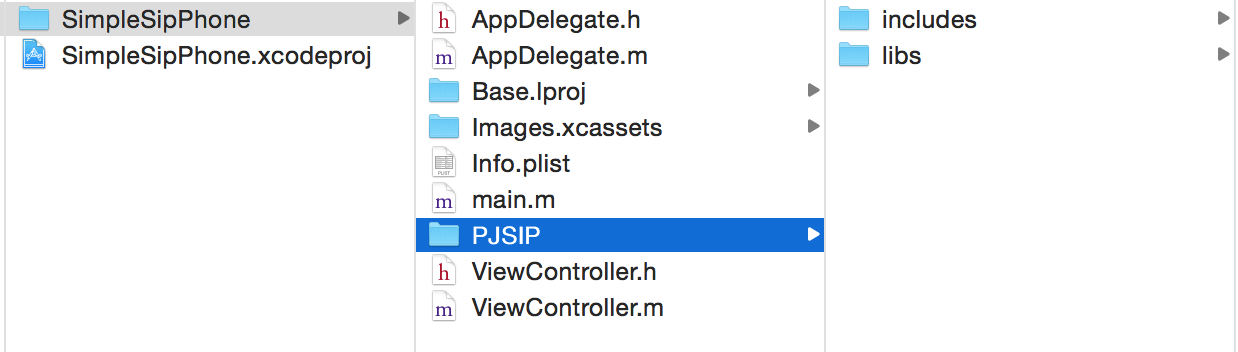 SimpleSipPhone
SimpleSipPhone.xcodeproj
h AppDelegate.h
m AppDelegate.m
Base.lproj
Images.xcassets
PLIST Info.plist
m main.m
PJSIP
h ViewController.h
m ViewController.m
includes
libs